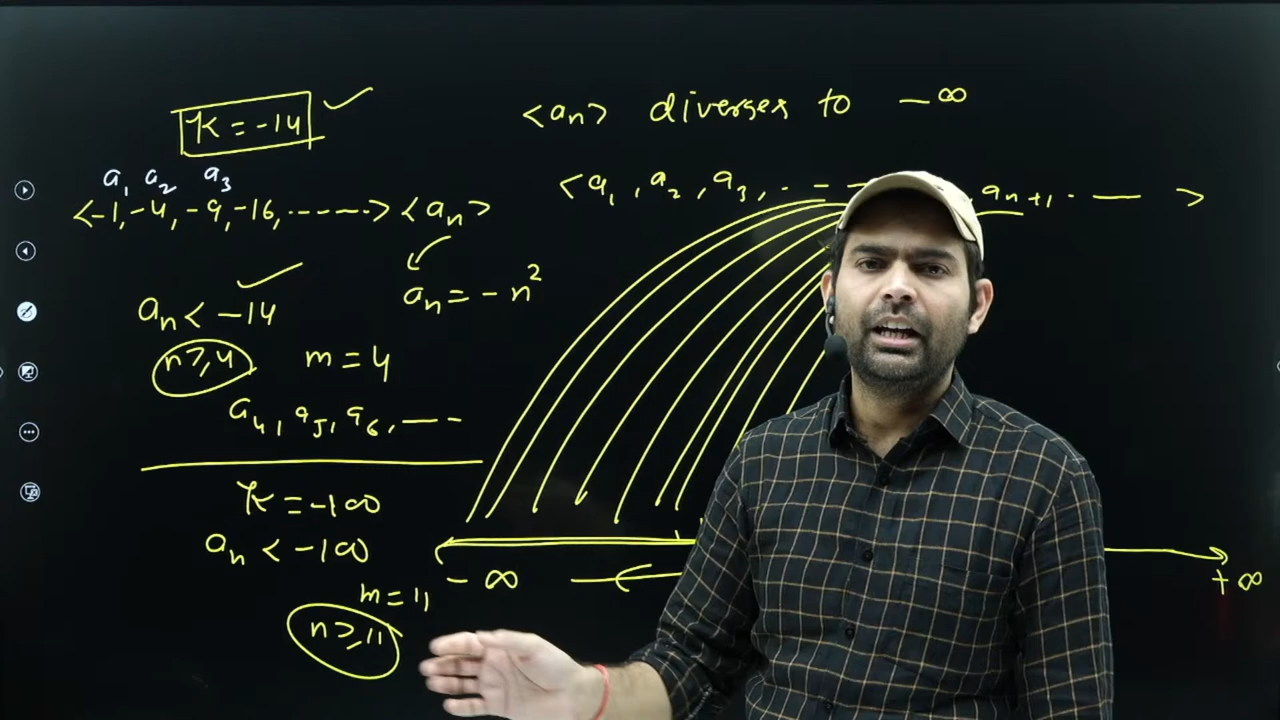 K = -14
<an> diverges to -∞
a1 a2 a3
<-1, -4, -9, -16, ------> <an>
<a1, a2, a3, . - - , an+1 . - — >
an = -n²
an < -14
n ≥, 4 m = 4
a4, a5, a6, - - -
K = -100
an < -100
-∞ +∞
m = 11
n ≥, 11